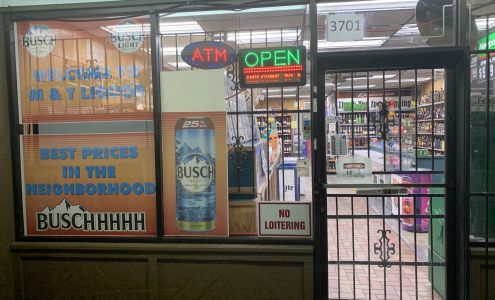 BUSCH
BUSCH
LIGHT
WELCOME TO
M & T LIQUOR
ATM
OPEN
WELCOME TO
3701
BEST PRICES
IN THE
NEIGHBORHOOD
BUSCHHHHH
25
BUSCH
NO
LOITERING